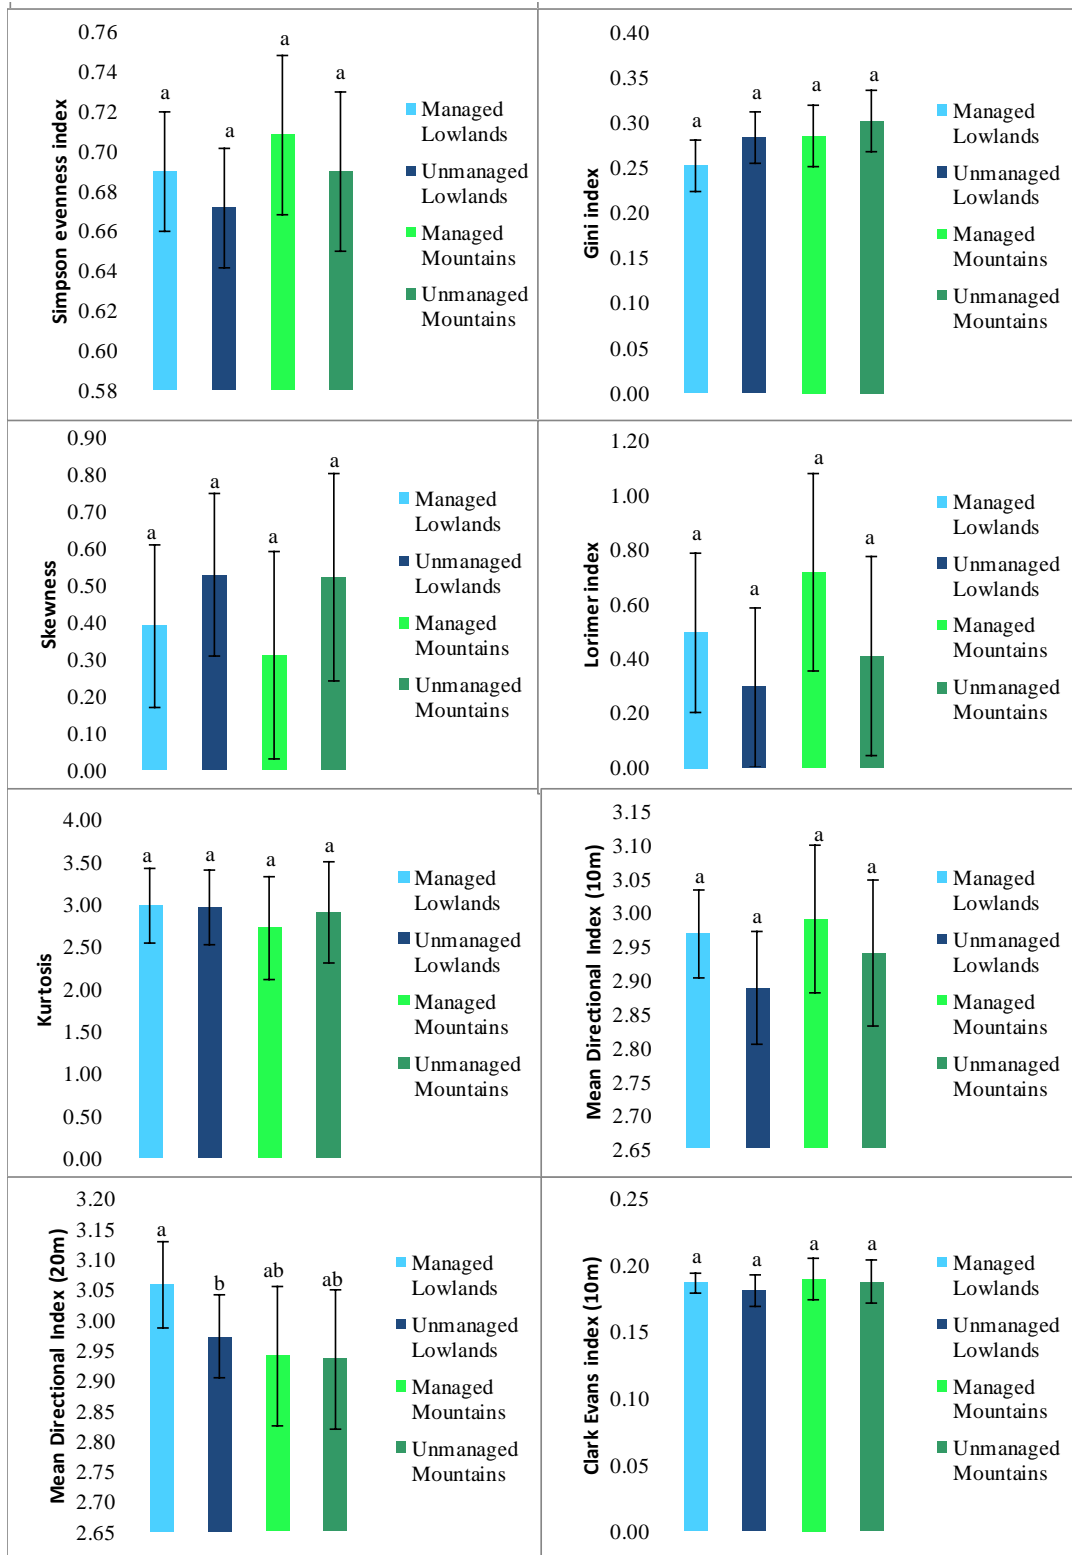 Simpson evenness index
0.76
0.74
0.72
0.70
0.68
0.66
0.64
0.62
0.60
0.58
a
a
a
a
Managed
Lowlands
Unmanaged
Lowlands
Managed
Mountains
Unmanaged
Mountains
Gini index
0.40
0.35
0.30
0.25
0.20
0.15
0.10
0.05
0.00
a
a
a
a
Managed
Lowlands
Unmanaged
Lowlands
Managed
Mountains
Unmanaged
Mountains
Skewness
0.90
0.80
0.70
0.60
0.50
0.40
0.30
0.20
0.10
0.00
a
a
a
a
Managed
Lowlands
Unmanaged
Lowlands
Managed
Mountains
Unmanaged
Mountains
Lorimer index
1.20
1.00
0.80
0.60
0.40
0.20
0.00
a
a
a
a
Managed
Lowlands
Unmanaged
Lowlands
Managed
Mountains
Unmanaged
Mountains
Kurtosis
4.00
3.50
3.00
2.50
2.00
1.50
1.00
0.50
0.00
a
a
a
a
Managed
Lowlands
Unmanaged
Lowlands
Managed
Mountains
Unmanaged
Mountains
Mean Directional Index (10m)
3.15
3.10
3.05
3.00
2.95
2.90
2.85
2.80
2.75
2.70
2.65
a
a
a
a
Managed
Lowlands
Unmanaged
Lowlands
Managed
Mountains
Unmanaged
Mountains
Mean Directional Index (20m)
3.20
3.15
3.10
3.05
3.00
2.95
2.90
2.85
2.80
2.75
2.70
2.65
a
b
ab
ab
Managed
Lowlands
Unmanaged
Lowlands
Managed
Mountains
Unmanaged
Mountains
Clark Evans index (10m)
0.25
0.20
0.15
0.10
0.05
0.00
a
a
a
a
Managed
Lowlands
Unmanaged
Lowlands
Managed
Mountains
Unmanaged
Mountains